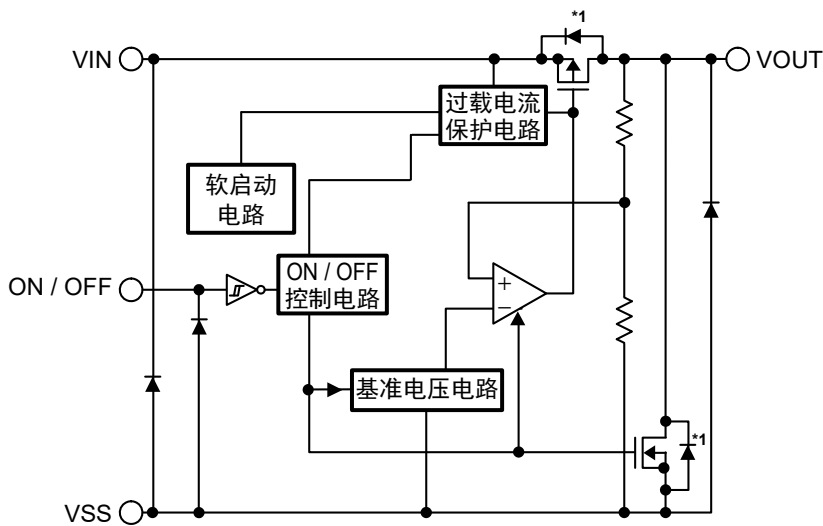 *1
VIN
VOUT
过载电流
保护电路
软启动
电路
ON / OFF
ON / OFF
控制电路
+
−
基准电压电路
*1
VSS